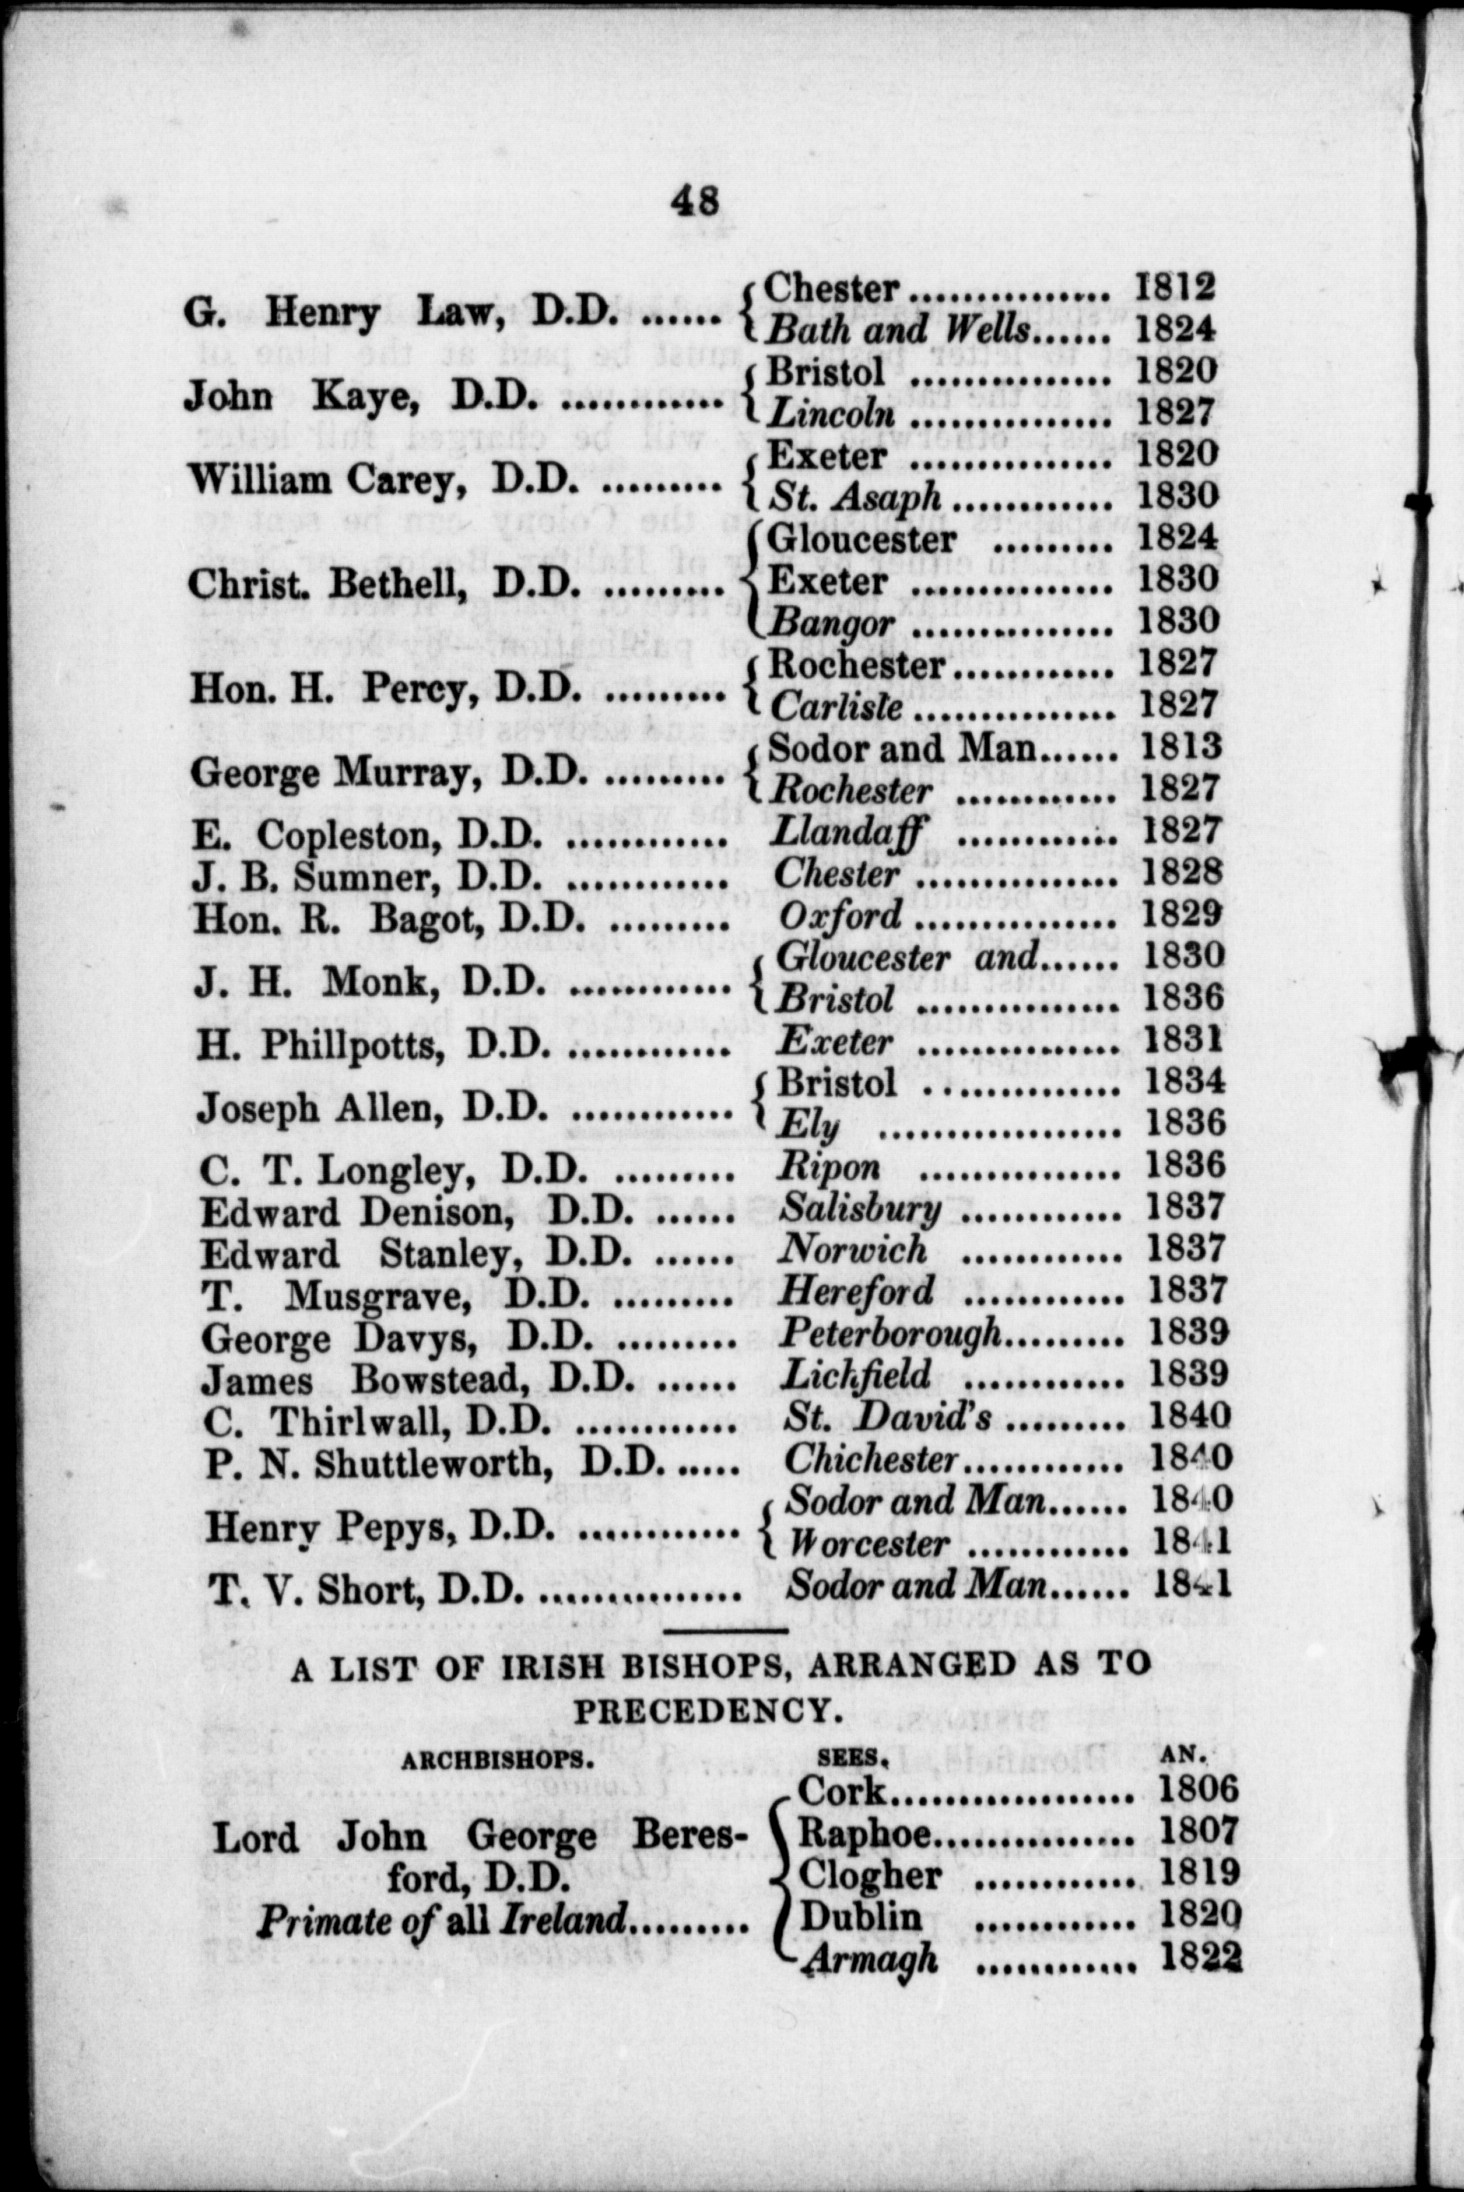 48
Chester ............... 1812
G. Henry Law, D.D. ......
Bath and Wells...... 1824
Bristol ............... 1820
John Kaye, D.D. ............
Lincoln ............... 1827
Exeter ............... 1820
William Carey, D.D. .........
St. Asaph ............ 1830
Gloucester ......... 1824
Christ. Bethell, D.D. ......... Exeter ............... 1830
Bangor ............... 1830
Rochester............ 1827
Hon. H. Percy, D.D. .........
Carlisle ............... 1827
Sodor and Man...... 1813
George Murray, D.D. .........
Rochester ............ 1827
E. Copleston, D.D. ............ Llandaff ............ 1827
J. B. Sumner, D.D. ............ Chester ............... 1828
Hon. R. Bagot, D.D. ......... Oxford ............... 1829
Gloucester and...... 1830
J. H. Monk, D.D. ............
Bristol ............... 1836
H. Phillpotts, D.D. ............ Exeter ............... 1831
Bristol ............... 1834
Joseph Allen, D.D. ............
Ely .................. 1836
C. T. Longley, D.D. ......... Ripon ............... 1836
Edward Denison, D.D. ...... Salisbury ............ 1837
Edward Stanley, D.D. ...... Norwich ............ 1837
T. Musgrave, D.D. ......... Hereford ............ 1837
George Davys, D.D. ......... Peterborough......... 1839
James Bowstead, D.D. ...... Lichfield ............ 1839
C. Thirlwall, D.D. ............ St. David's ......... 1840
P. N. Shuttleworth, D.D. ...... Chichester............ 1840
Sodor and Man...... 1840
Henry Pepys, D.D. ............
Worcester ............ 1841
T. V. Short, D.D. ............... Sodor and Man...... 1841
A LIST OF IRISH BISHOPS, ARRANGED AS TO
PRECEDENCY.
ARCHBISHOPS. SEES. AN.
Cork.................. 1806
Lord John George Beres- Raphoe............... 1807
ford, D.D. Clogher ............ 1819
Primate of all Ireland......... Dublin ............ 1820
Armagh ............ 1822